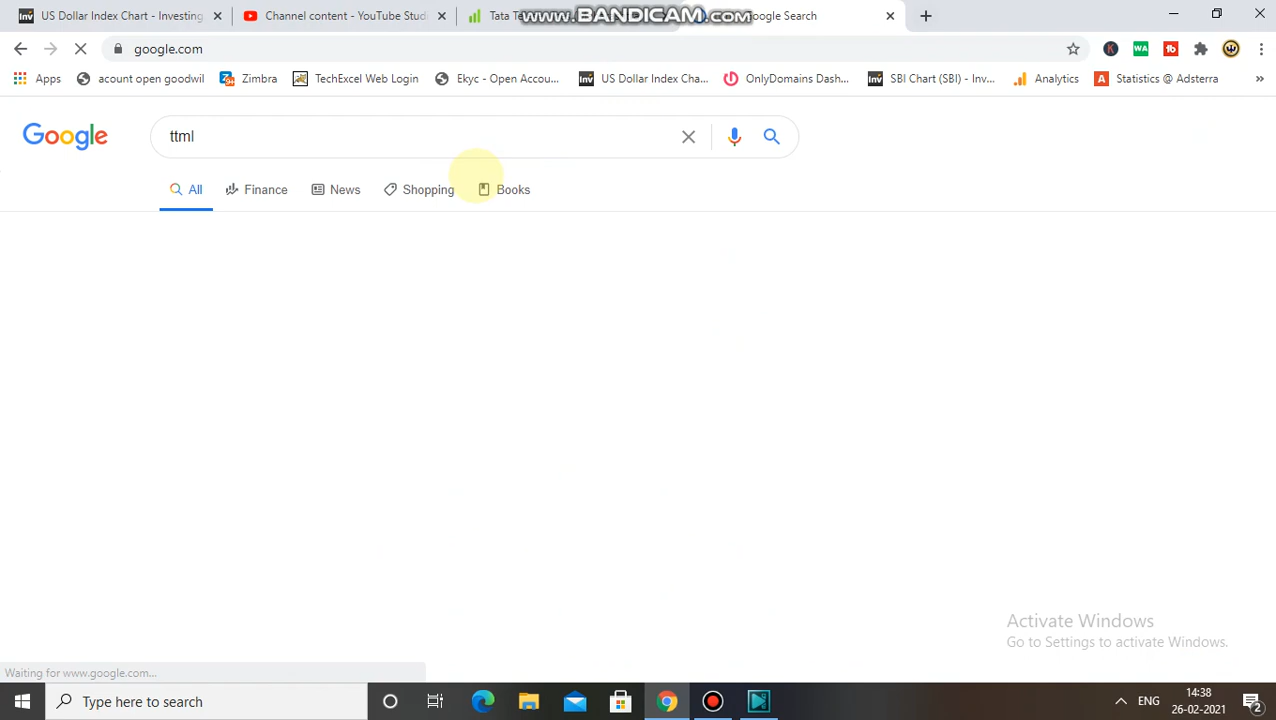 US Dollar Index Chart - Investing
Channel content - YouTube Studi
Tata Te
www.BANDICAM.com
oogle Search
google.com
Apps
acount open goodwil
Zimbra
TechExcel Web Login
Ekyc - Open Accou...
US Dollar Index Cha...
OnlyDomains Dash...
SBI Chart (SBI) - Inv...
Analytics
Statistics @ Adsterra
Google
ttml
All
Finance
News
Shopping
Books
Activate Windows
Go to Settings to activate Windows.
Waiting for www.google.com...
Type here to search
ENG
14:38
26-02-2021
2